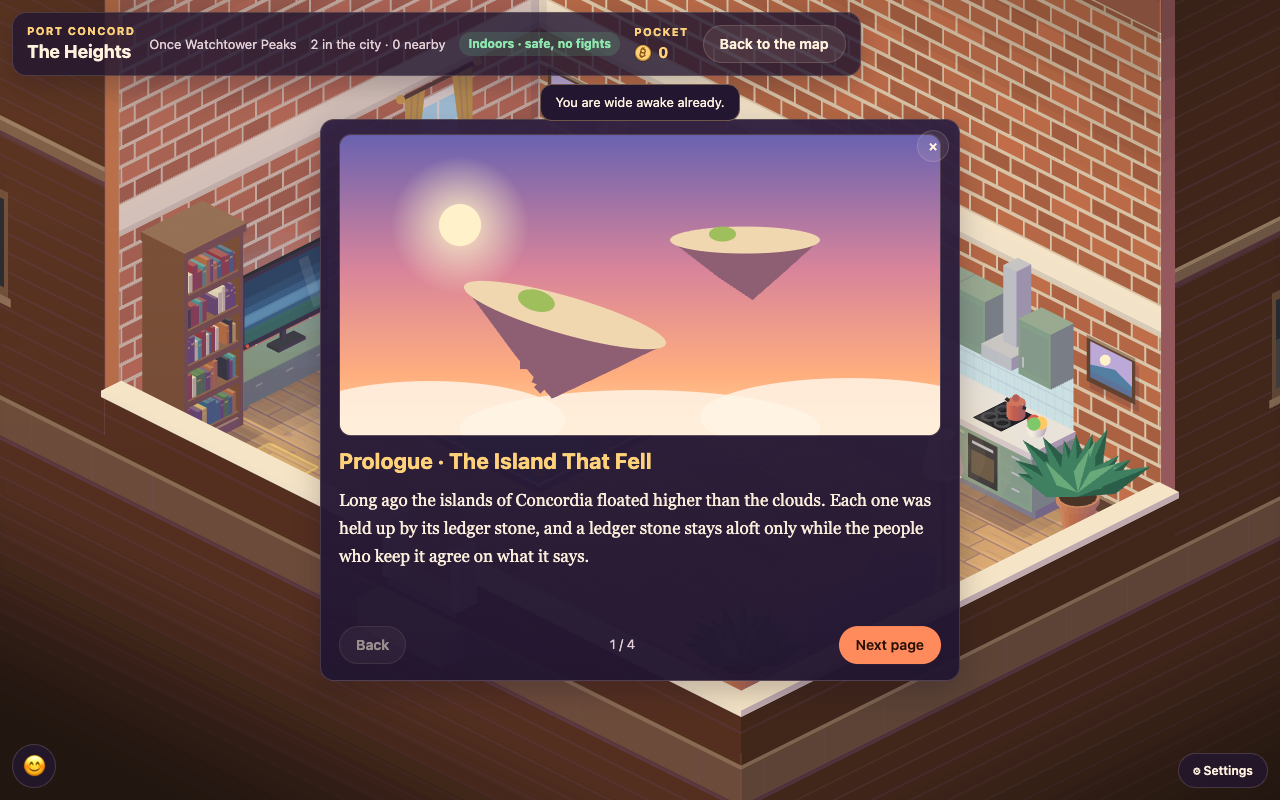 PORT CONCORD
The Heights
Once Watchtower Peaks
2 in the city · 0 nearby
Indoors · safe, no fights
POCKET
0
Back to the map
You are wide awake already.
×
Prologue · The Island That Fell
Long ago the islands of Concordia floated higher than the clouds. Each one was
held up by its ledger stone, and a ledger stone stays aloft only while the people
who keep it agree on what it says.
Back
1 / 4
Next page
Settings